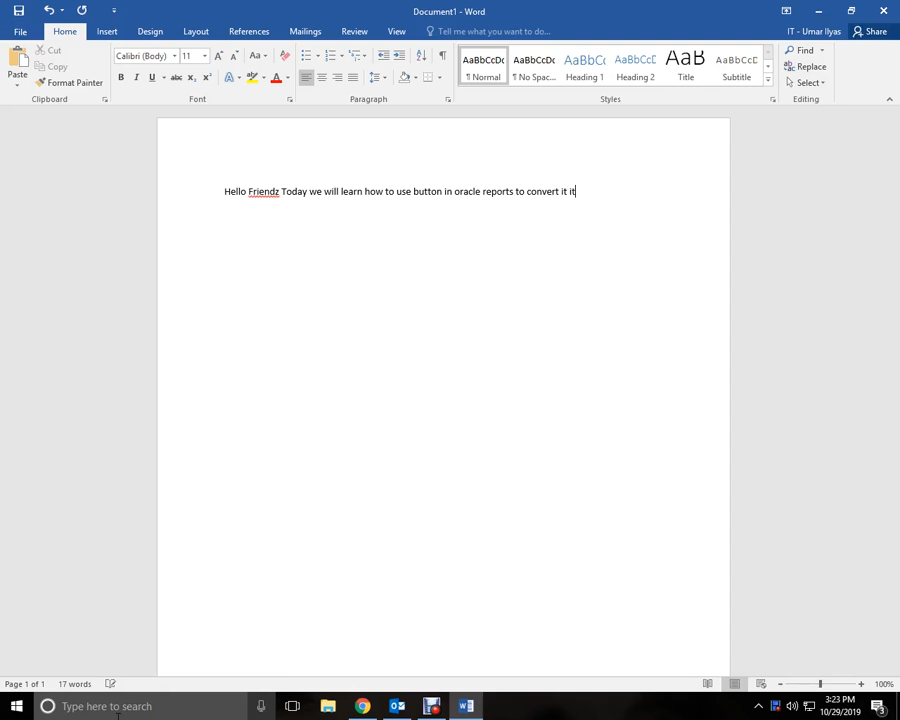 Document1 - Word
IT - Umar Ilyas
Share
File
Home
Insert
Design
Layout
References
Mailings
Review
View
Tell me what you want to do...
Paste
Cut
Copy
Format Painter
Clipboard
Calibri (Body)
11
Font
Paragraph
AaBbCcDc
¶ Normal
AaBbCcDc
¶ No Spac...
AaBbCc
Heading 1
AaBbCcC
Heading 2
AaB
Title
AaBbCcD
Subtitle
Styles
Find
Replace
Select
Editing
Hello Friendz Today we will learn how to use button in oracle reports to convert it it
Page 1 of 1
17 words
100%
Type here to search
3:23 PM
10/29/2019